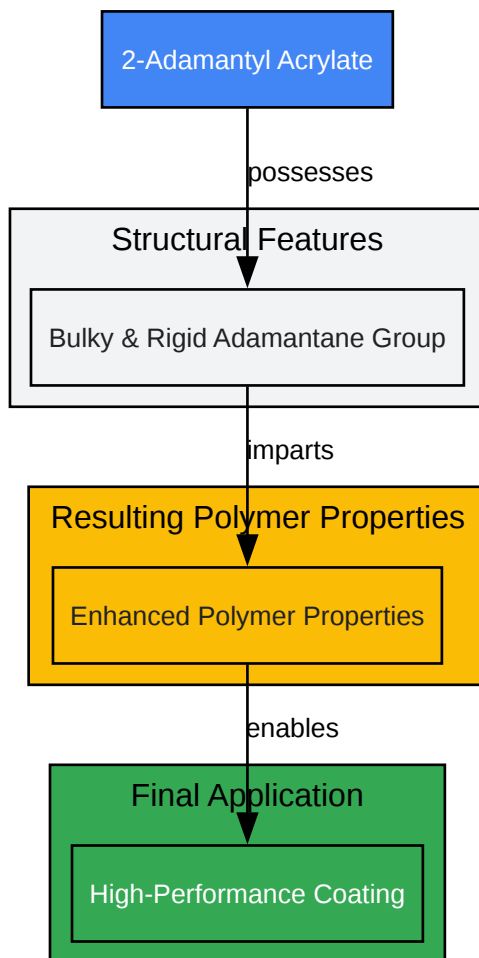 2-Adamantyl Acrylate
possesses
Structural Features
Bulky & Rigid Adamantane Group
imparts
Resulting Polymer Properties
Enhanced Polymer Properties
enables
Final Application
High-Performance Coating